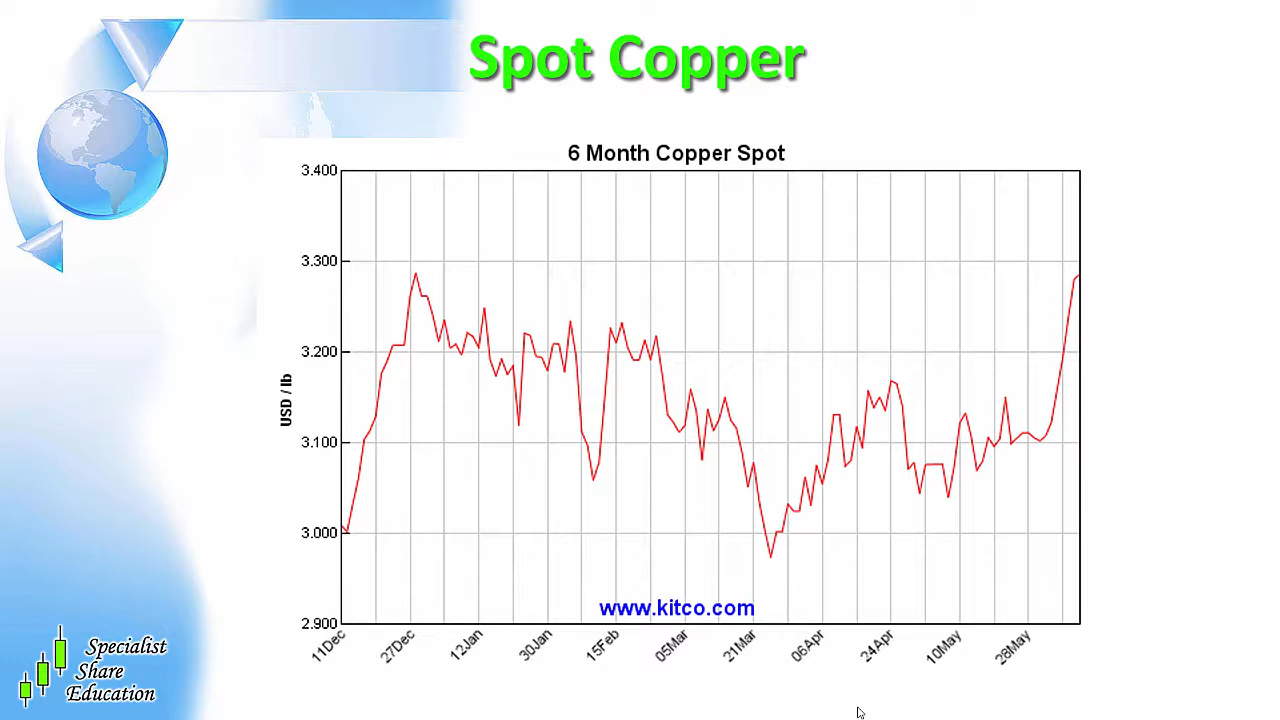 Spot Copper
6 Month Copper Spot
3.400
3.300
3.200
3.100
3.000
2.900
USD / lb
www.kitco.com
11Dec
27Dec
12Jan
30Jan
15Feb
05Mar
21Mar
06Apr
24Apr
10May
28May
Specialist
Share
Education